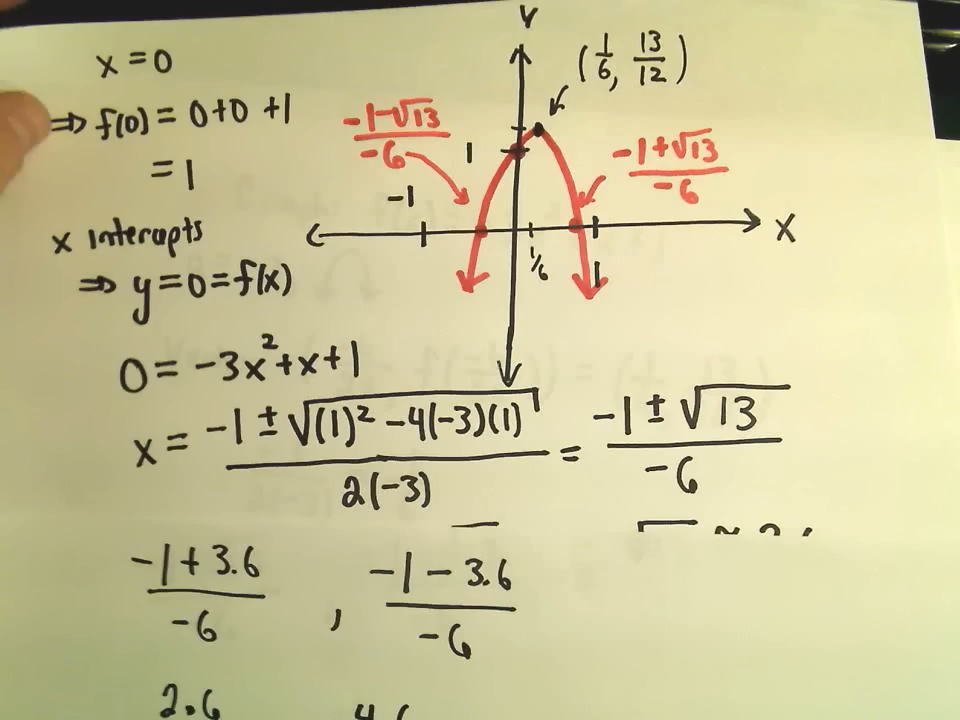 x = 0
⇒ f(0) = 0 + 0 + 1
= 1
x intercepts
⇒ y = 0 = f(x)
0 = -3x² + x + 1
x = (-1 ± √((1)² - 4(-3)(1))) / 2(-3) = (-1 ± √13) / -6
(-1 + 3.6) / -6 , (-1 - 3.6) / -6
2.6
Y
(1/6, 13/12)
(-1 - √13) / -6
1
(-1 + √13) / -6
-1
X
1/6
1